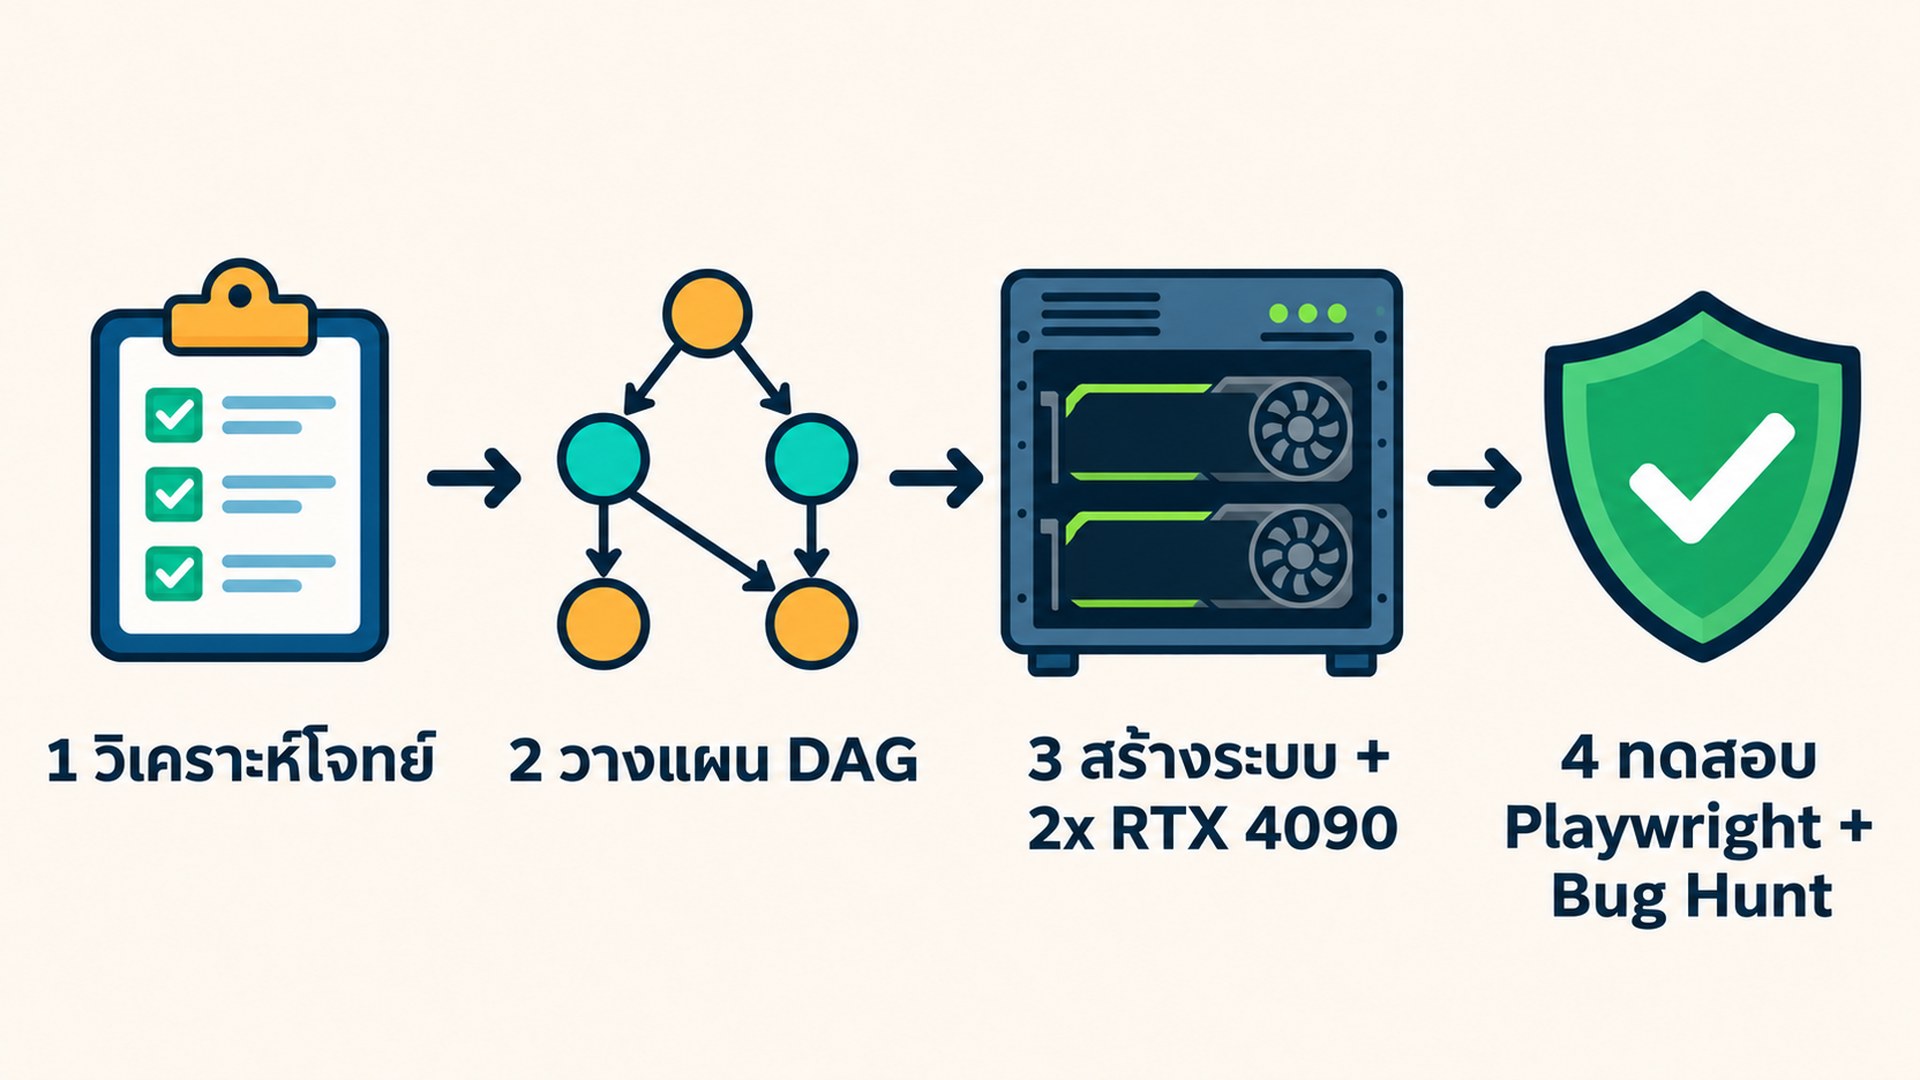 1 วิเคราะห์โจทย์
2 วางแผน DAG
3 สร้างระบบ +
2x RTX 4090
4 ทดสอบ
Playwright +
Bug Hunt